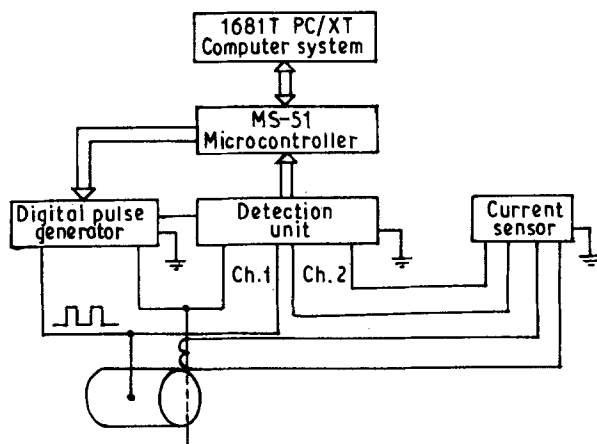 1681T PC/XT
Computer system
MS-51
Microcontroller
Digital pulse
generator
Detection
unit
Current
sensor
Ch.1
Ch.2